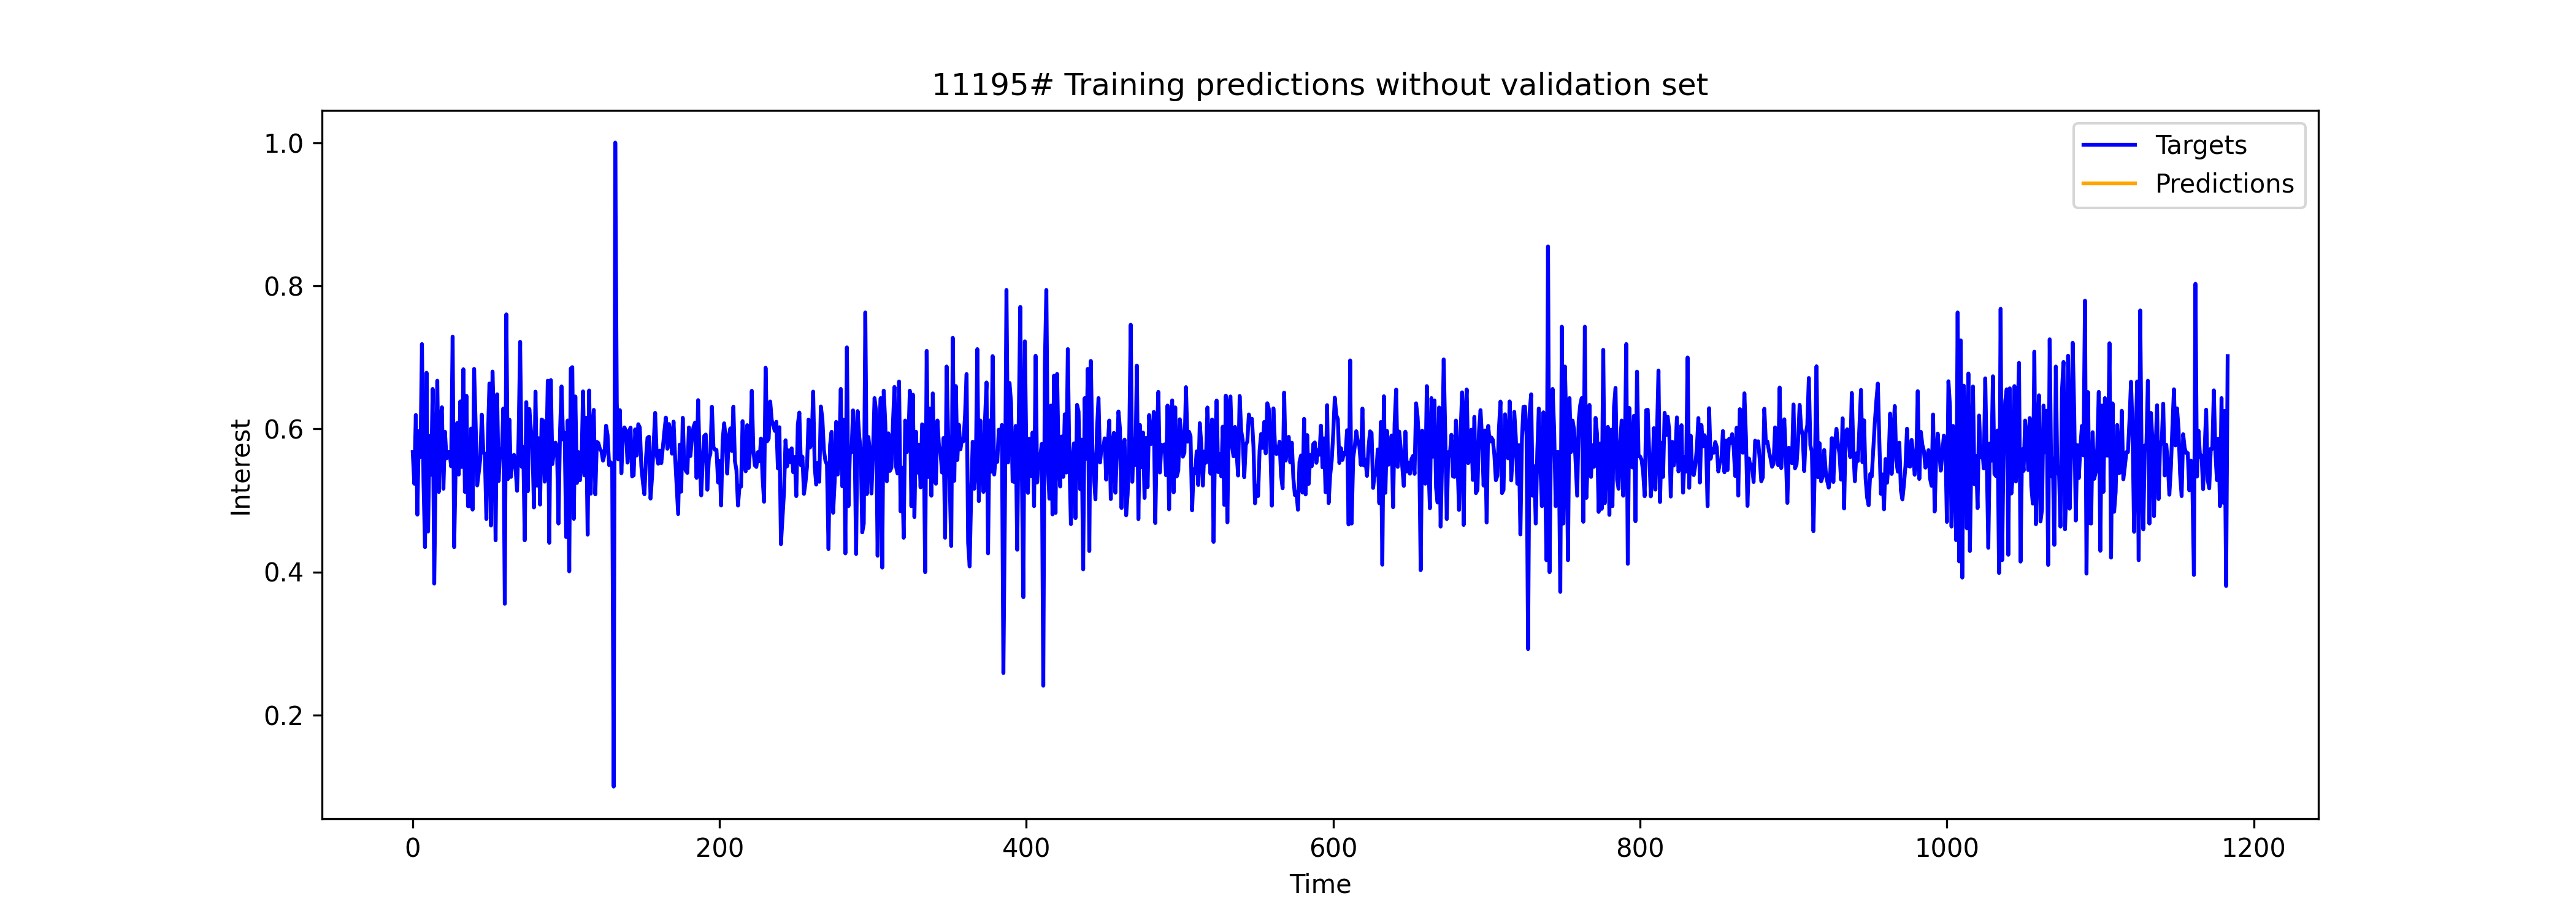 11195# Training predictions without validation set
Targets
Predictions
1.0
0.8
0.6
0.4
0.2
Interest
0 200 400 600 800 1000 1200
Time